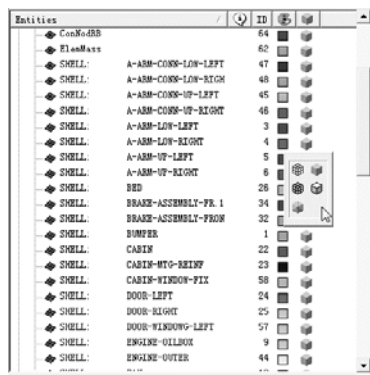 Entities ID
ConNodRB 64
ElemMass 62
SHELL: A-ARM-CONN-LOW-LEFT 47
SHELL: A-ARM-CONN-LOW-RIGH 48
SHELL: A-ARM-CONN-UP-LEFT 45
SHELL: A-ARM-CONN-UP-RIGHT 46
SHELL: A-ARM-LOW-LEFT 3
SHELL: A-ARM-LOW-RIGHT 4
SHELL: A-ARM-UP-LEFT 5
SHELL: A-ARM-UP-RIGHT 6
SHELL: BED 26
SHELL: BRAKE-ASSEMBLY-FR.1 34
SHELL: BRAKE-ASSEMBLY-FRON 32
SHELL: BUMPER 1
SHELL: CABIN 22
SHELL: CABIN-MTG-REINF 23
SHELL: CABIN-WINDOW-FIX 58
SHELL: DOOR-LEFT 24
SHELL: DOOR-RIGHT 25
SHELL: DOOR-WINDOWG-LEFT 57
SHELL: ENGINE-OILBOX 9
SHELL: ENGINE-OUTER 44